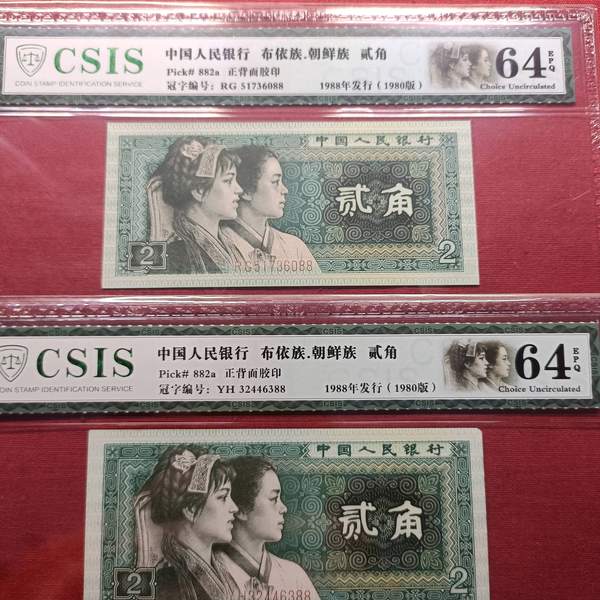 CSIS
COIN STAMP IDENTIFICATION SERVICE
中国人民银行 布依族.朝鲜族 贰角
Pick# 882a 正背面胶印
冠字编号: RG 51736088
1988年发行(1980版)
64 EPQ
Choice Uncirculated
中国人民银行
贰角
2
2
RG51736088
CSIS
COIN STAMP IDENTIFICATION SERVICE
中国人民银行 布依族.朝鲜族 贰角
Pick# 882a 正背面胶印
冠字编号: YH 32446388
1988年发行(1980版)
64 EPQ
Choice Uncirculated
中国人民银行
贰角
2
2
H32446388